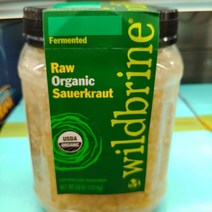 Fermented
Raw
Organic
Sauerkraut
USDA
ORGANIC
wildbrine